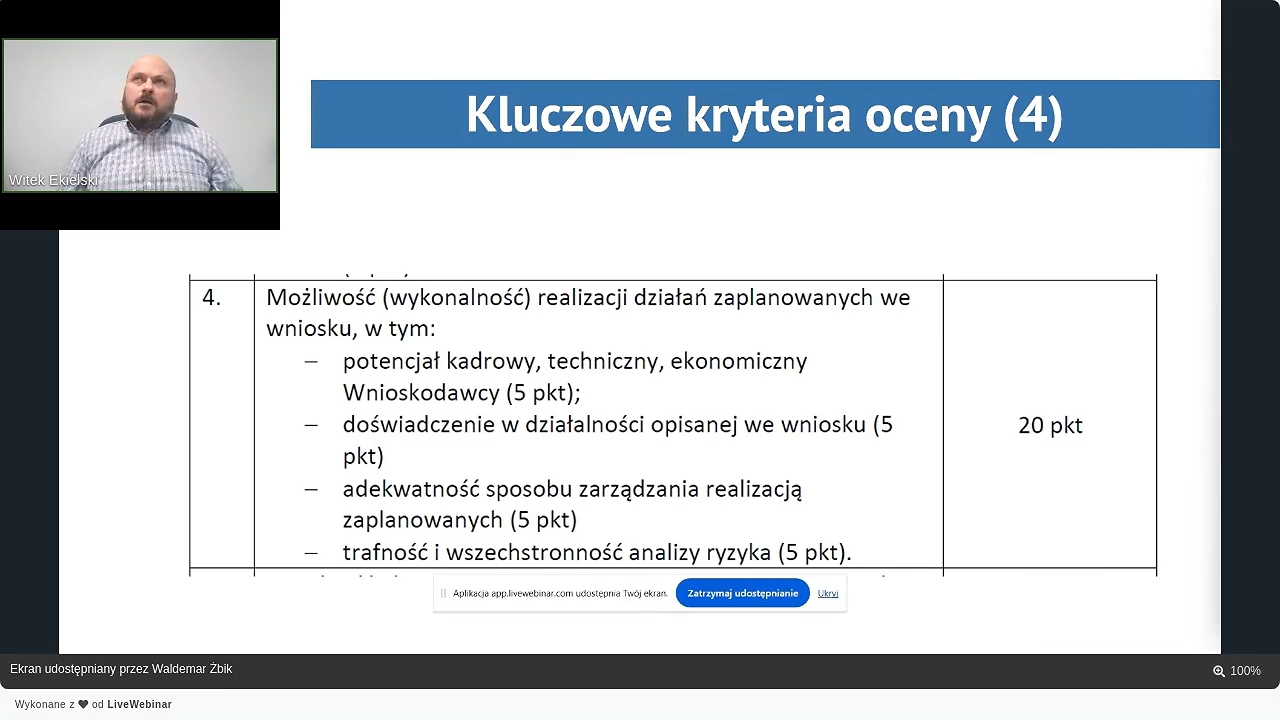 Witek Ekielski
Kluczowe kryteria oceny (4)
4.
Możliwość (wykonalność) realizacji działań zaplanowanych we
wniosku, w tym:
– potencjał kadrowy, techniczny, ekonomiczny
Wnioskodawcy (5 pkt);
– doświadczenie w działalności opisanej we wniosku (5
pkt)
– adekwatność sposobu zarządzania realizacją
zaplanowanych (5 pkt)
– trafność i wszechstronność analizy ryzyka (5 pkt).
20 pkt
Aplikacja app.livewebinar.com udostępnia Twój ekran.
Zatrzymaj udostępnianie
Ukryj
Ekran udostępniany przez Waldemar Żbik
100%
Wykonane z ❤ od LiveWebinar